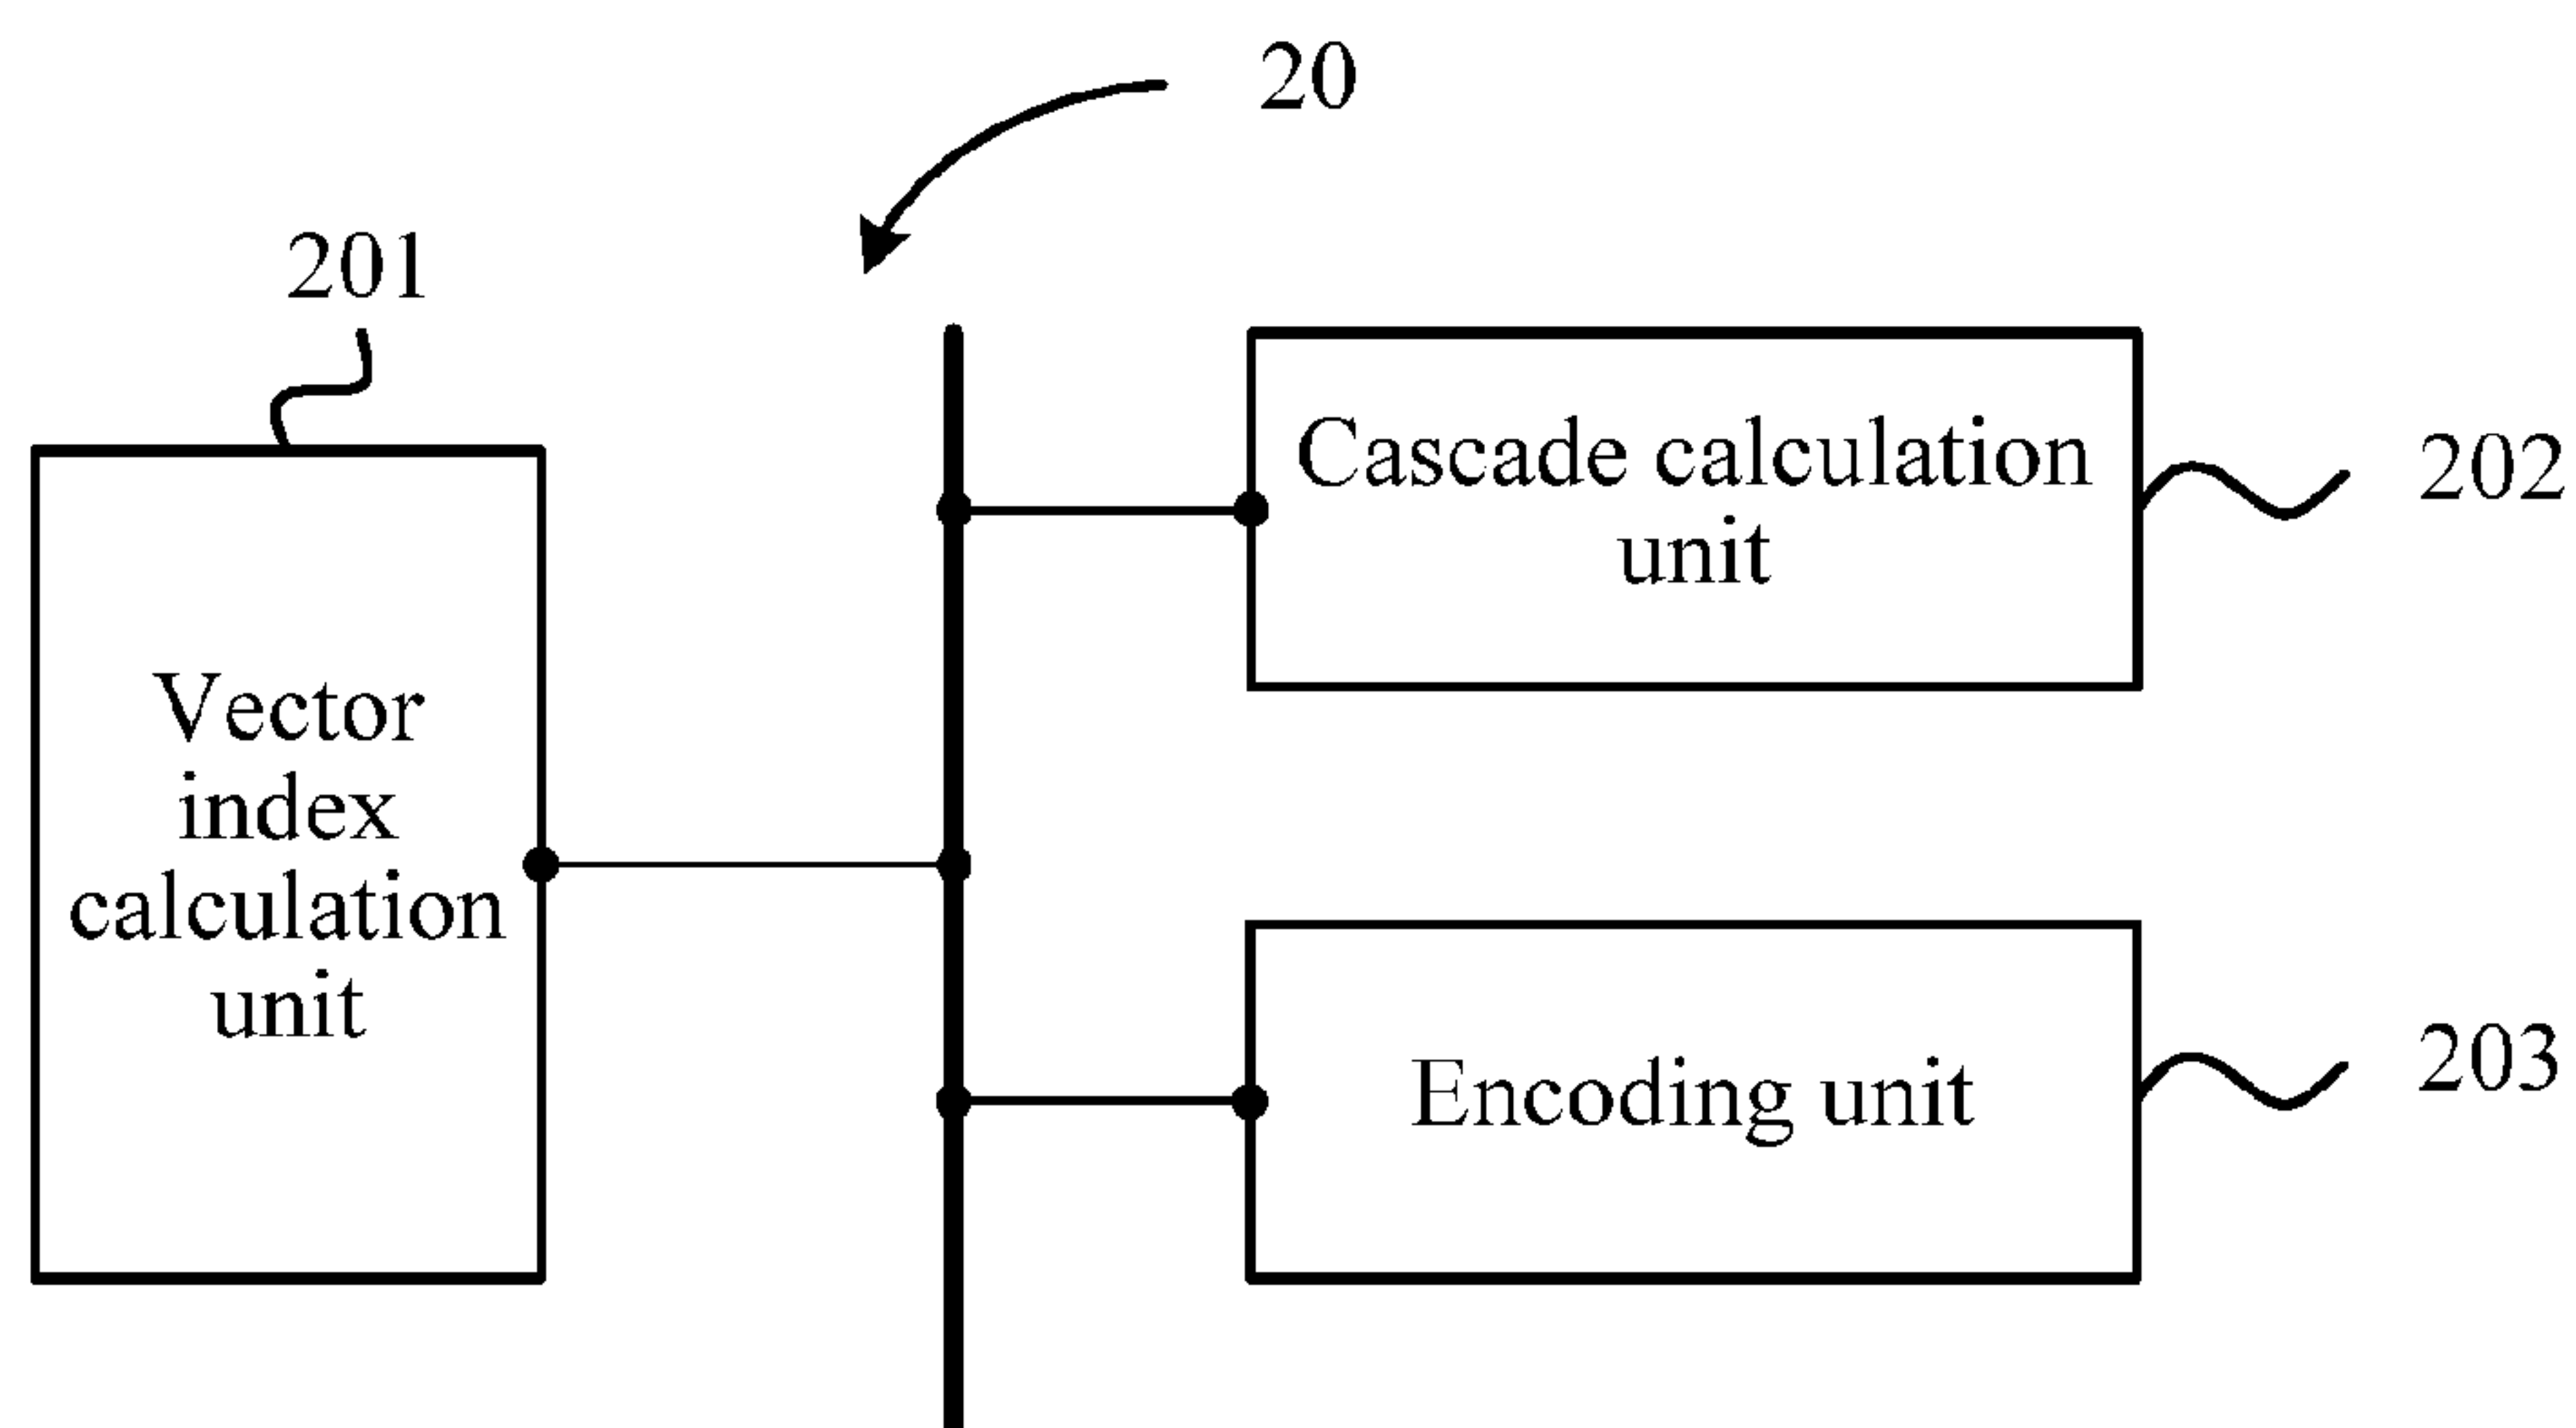 20
201
Cascade calculation
unit
202
Vector
index
calculation
unit
Encoding unit
203